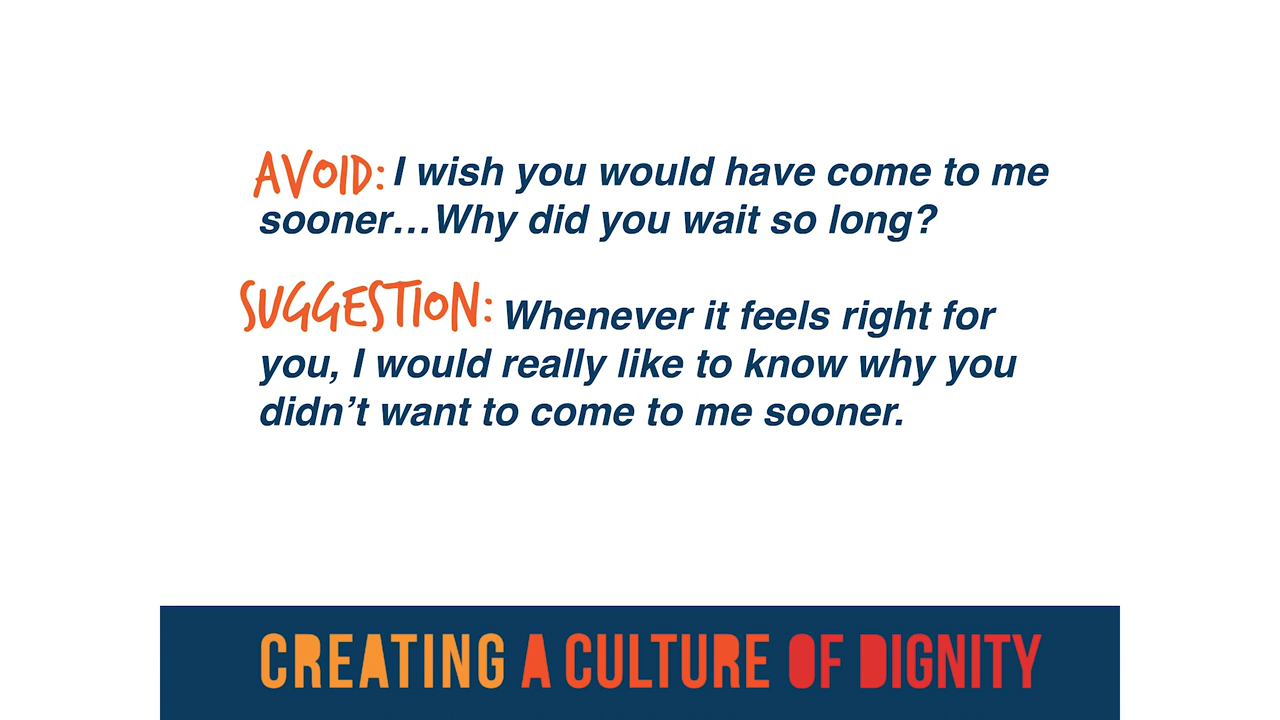 AVOID: I wish you would have come to me
sooner...Why did you wait so long?
SUGGESTION: Whenever it feels right for
you, I would really like to know why you
didn’t want to come to me sooner.
CREATING A CULTURE OF DIGNITY